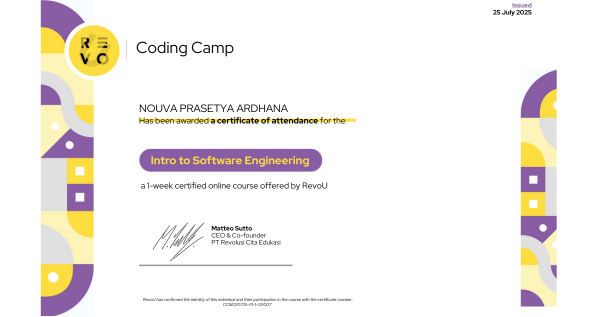 Issued
25 July 2025
RE
VO
Coding Camp
NOUVA PRASETYA ARDHANA
Has been awarded a certificate of attendance for the
Intro to Software Engineering
a 1-week certified online course offered by RevoU
Matteo Sutto
CEO & Co-founder
PT Revolusi Cita Edukasi
RevoU has confirmed the identity of this individual and their participation in the course with the certificate number: